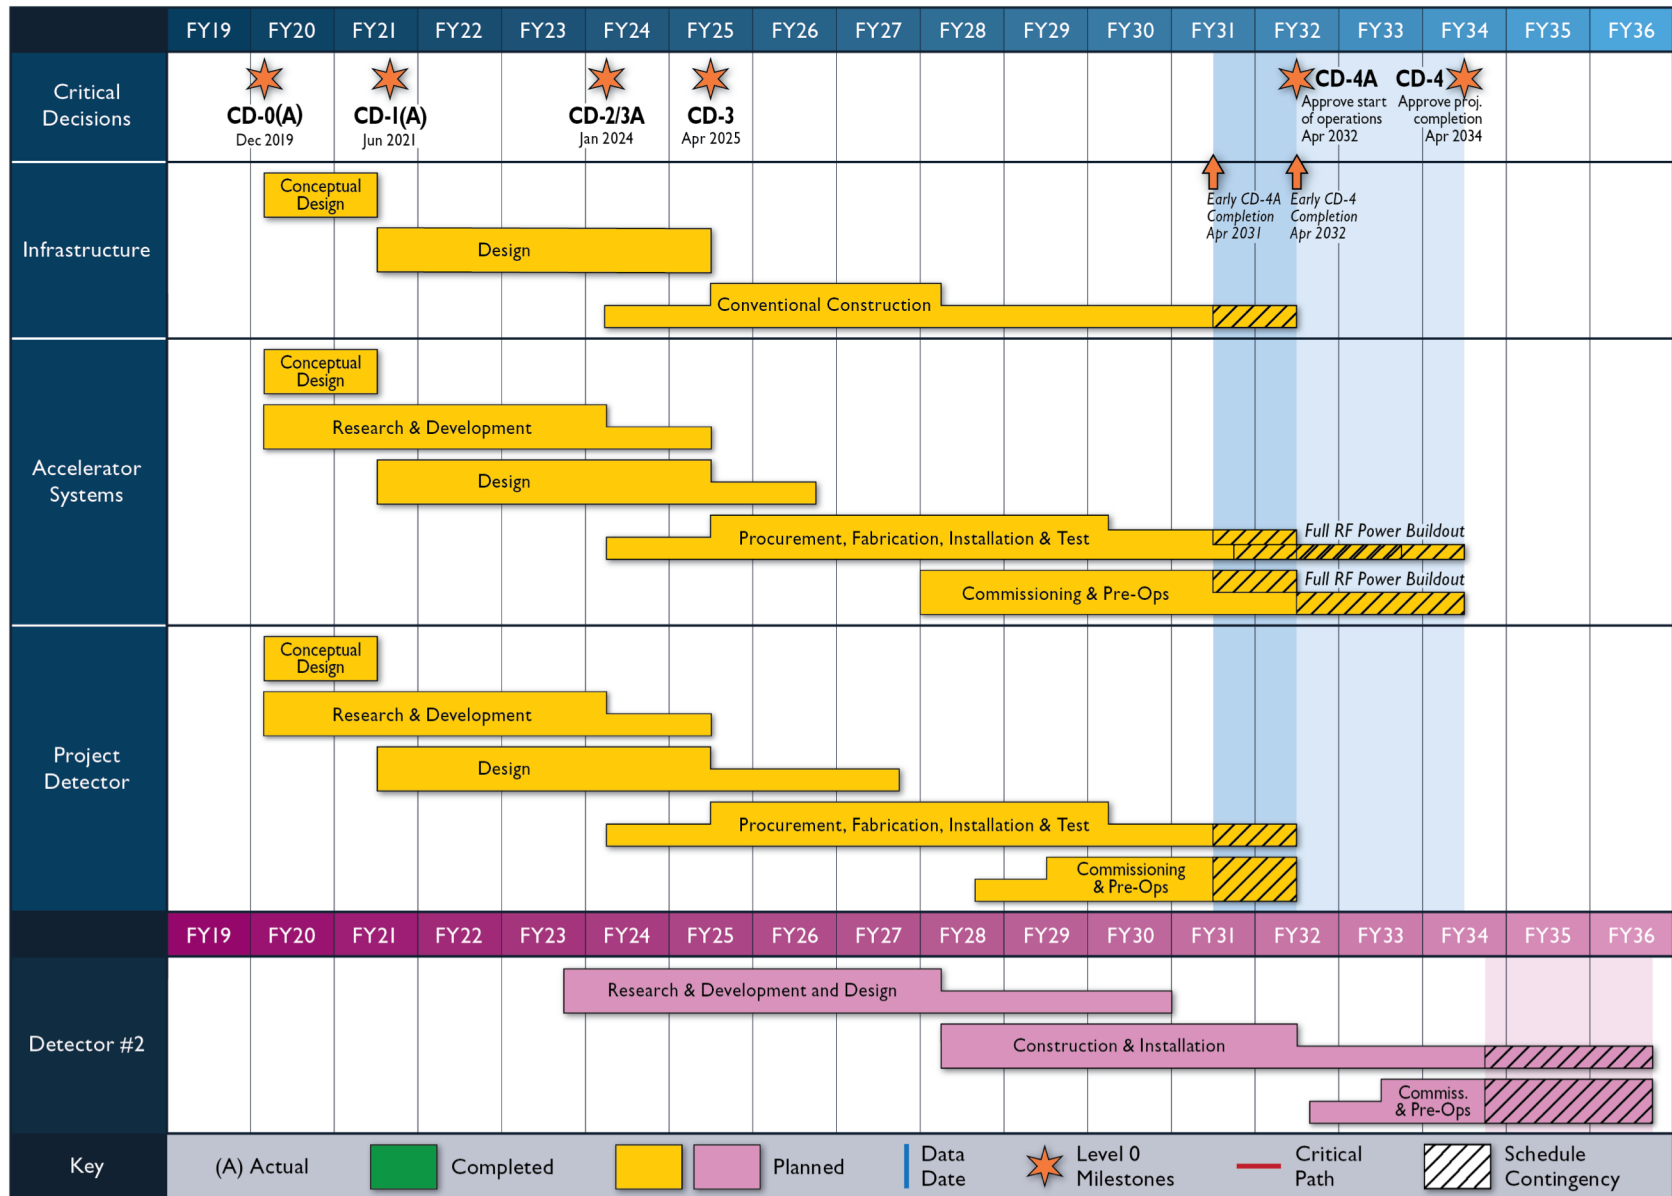 FY19 FY20 FY21 FY22 FY23 FY24 FY25 FY26 FY27 FY28 FY29 FY30 FY31 FY32 FY33 FY34 FY35 FY36
Critical
Decisions
CD-0(A)
Dec 2019
CD-1(A)
Jun 2021
CD-2/3A
Jan 2024
CD-3
Apr 2025
CD-4A
Approve start
of operations
Apr 2032
CD-4
Approve proj.
completion
Apr 2034
Early CD-4A
Completion
Apr 2031
Early CD-4
Completion
Apr 2032
Infrastructure
Conceptual
Design
Design
Conventional Construction
Accelerator
Systems
Conceptual
Design
Research & Development
Design
Procurement, Fabrication, Installation & Test
Full RF Power Buildout
Commissioning & Pre-Ops
Full RF Power Buildout
Project
Detector
Conceptual
Design
Research & Development
Design
Procurement, Fabrication, Installation & Test
Commissioning
& Pre-Ops
FY19 FY20 FY21 FY22 FY23 FY24 FY25 FY26 FY27 FY28 FY29 FY30 FY31 FY32 FY33 FY34 FY35 FY36
Detector #2
Research & Development and Design
Construction & Installation
Commiss.
& Pre-Ops
Key
(A) Actual
Completed
Planned
Data
Date
Level 0
Milestones
Critical
Path
Schedule
Contingency